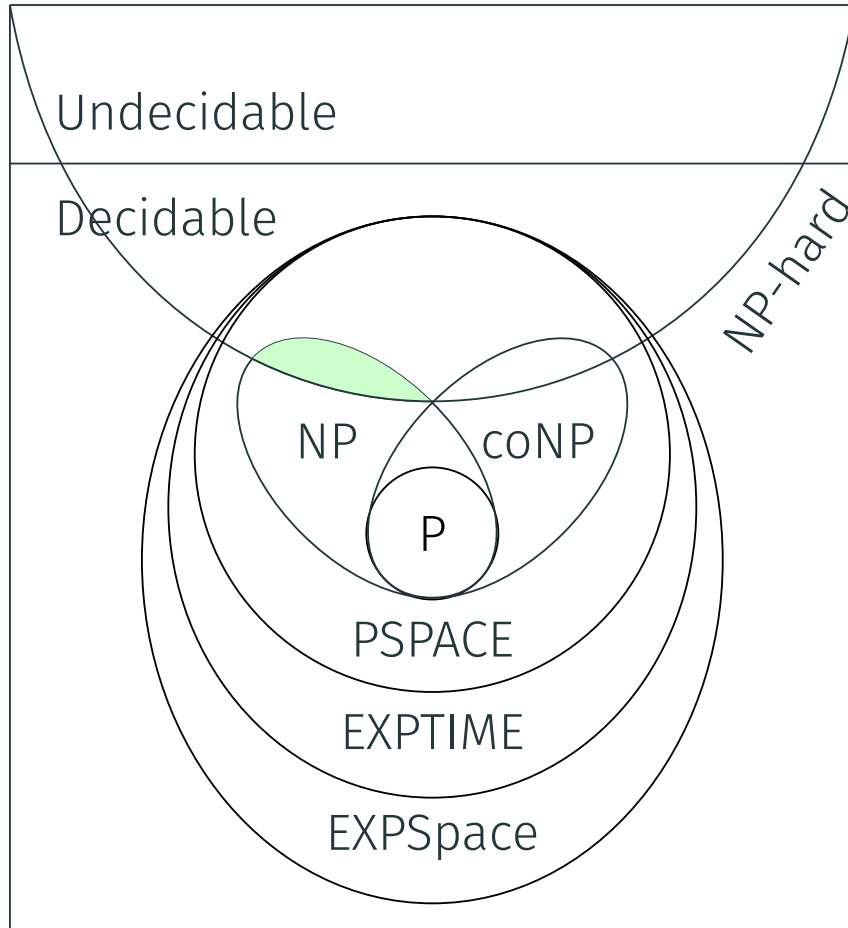 Undecidable
Decidable
NP-hard
NP
coNP
P
PSPACE
EXPTIME
EXPSpace